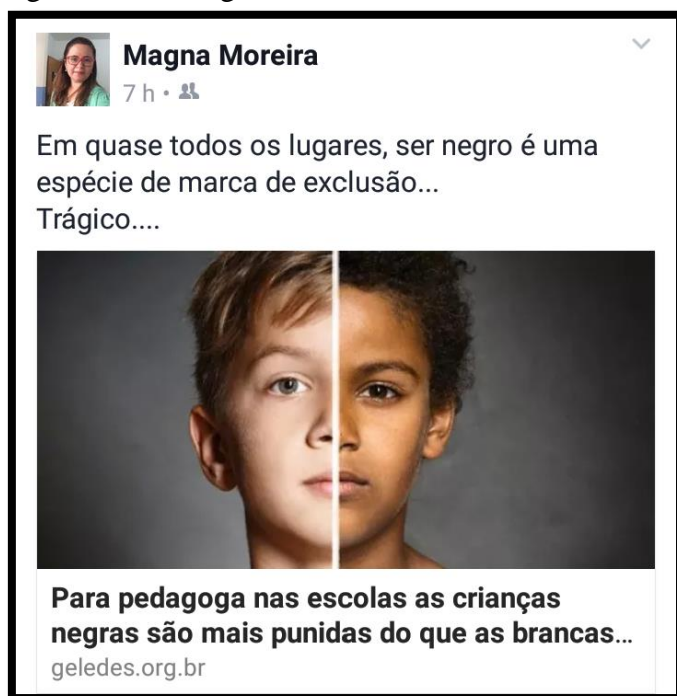 Magna Moreira
7 h •
Em quase todos os lugares, ser negro é uma
espécie de marca de exclusão...
Trágico....
Para pedagoga nas escolas as crianças
negras são mais punidas do que as brancas...
geledes.org.br